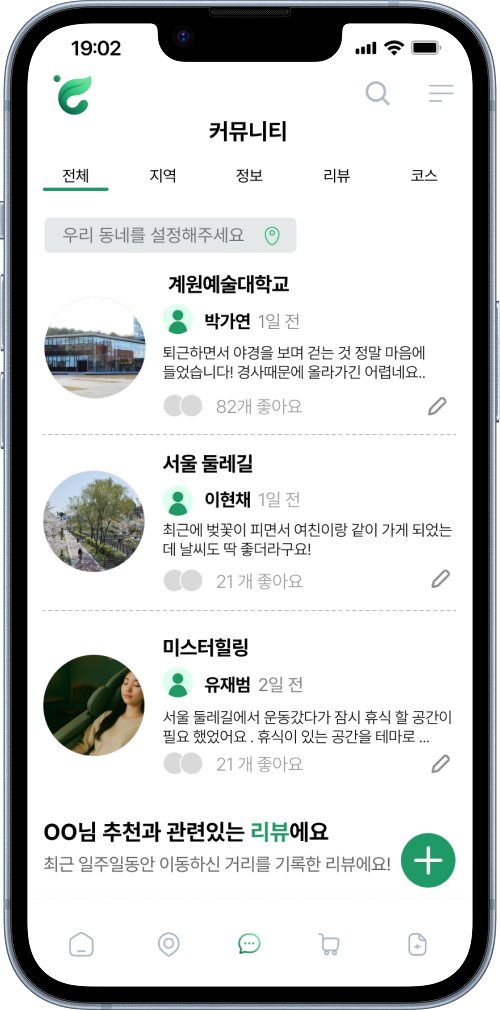 19:02
커뮤니티
전체 지역 정보 리뷰 코스
우리 동네를 설정해주세요
계원예술대학교
박가연 1일 전
퇴근하면서 야경을 보며 걷는 것 정말 마음에
들었습니다! 경사때문에 올라가긴 어렵네요..
82개 좋아요
서울 둘레길
이현채 1일 전
최근에 벚꽃이 피면서 여친이랑 같이 가게 되었는
데 날씨도 딱 좋더라구요!
21 개 좋아요
미스터힐링
유재범 2일 전
서울 둘레길에서 운동갔다가 잠시 휴식 할 공간이
필요 했었어요 . 휴식이 있는 공간을 테마로 ...
21 개 좋아요
OO님 추천과 관련있는 리뷰에요
최근 일주일동안 이동하신 거리를 기록한 리뷰에요!